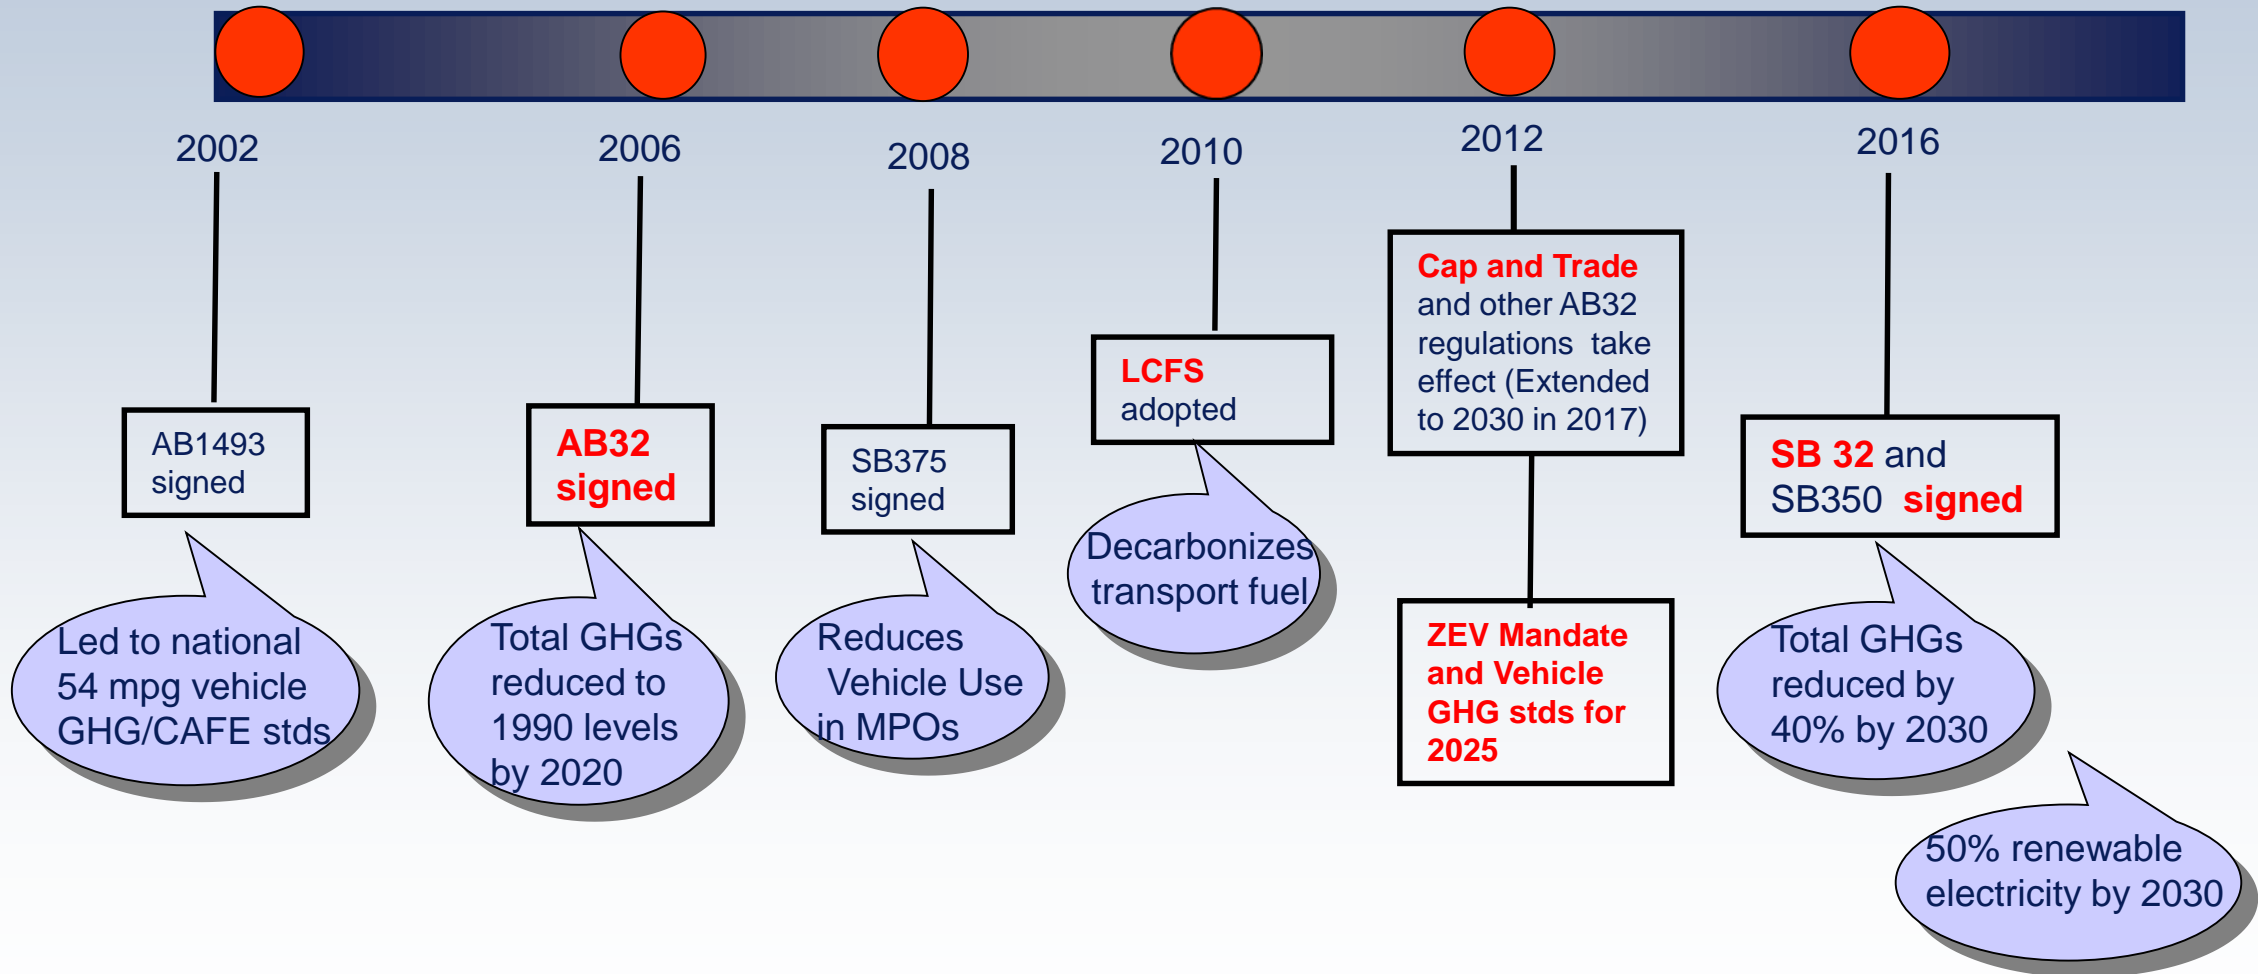 2002
2006
2008
2010
2012
2016
AB1493
signed
Led to national
54 mpg vehicle
GHG/CAFE stds
AB32
signed
Total GHGs
reduced to
1990 levels
by 2020
SB375
signed
Reduces
Vehicle Use
in MPOs
LCFS
adopted
Decarbonizes
transport fuel
Cap and Trade
and other AB32
regulations take
effect (Extended
to 2030 in 2017)
ZEV Mandate
and Vehicle
GHG stds for
2025
SB 32 and
SB350 signed
Total GHGs
reduced by
40% by 2030
50% renewable
electricity by 2030